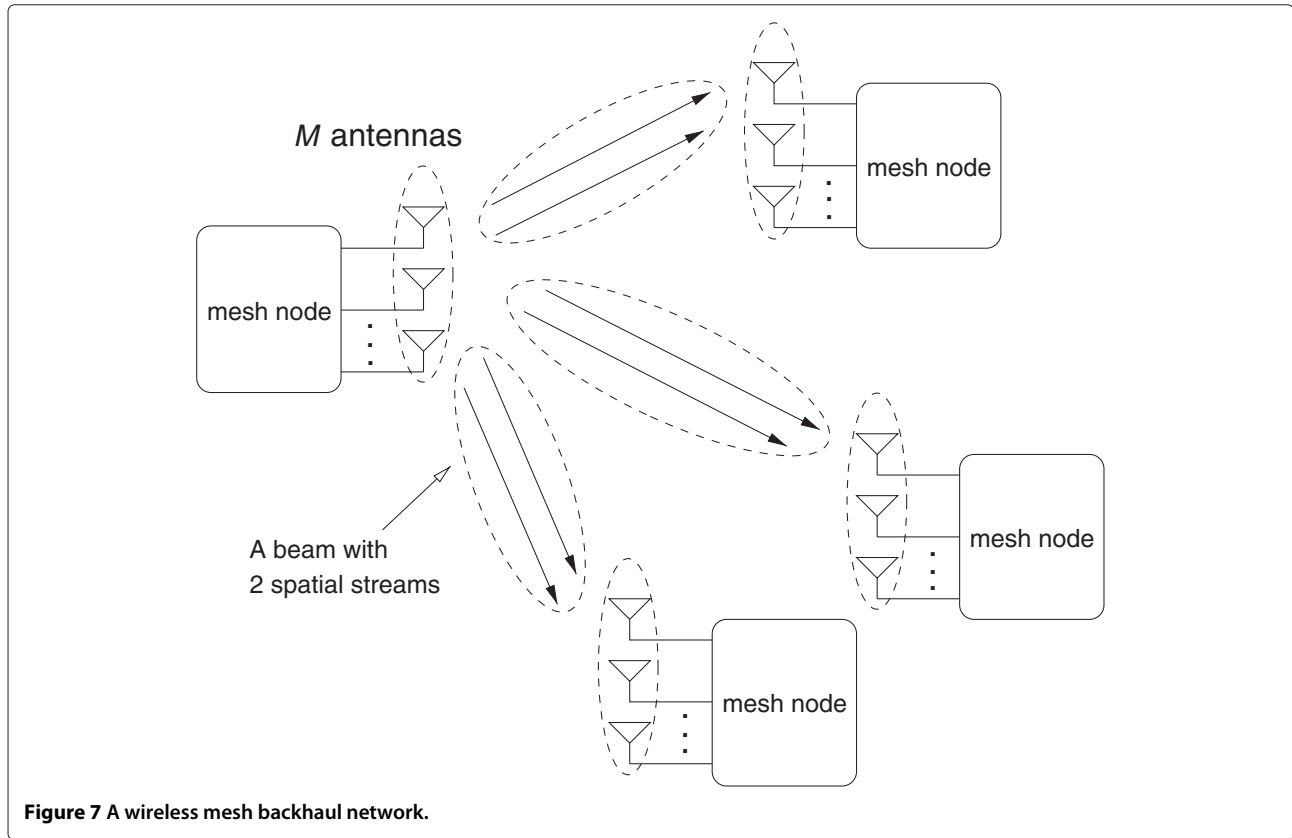 M antennas
mesh node
mesh node
mesh node
A beam with
2 spatial streams
mesh node
Figure 7 A wireless mesh backhaul network.